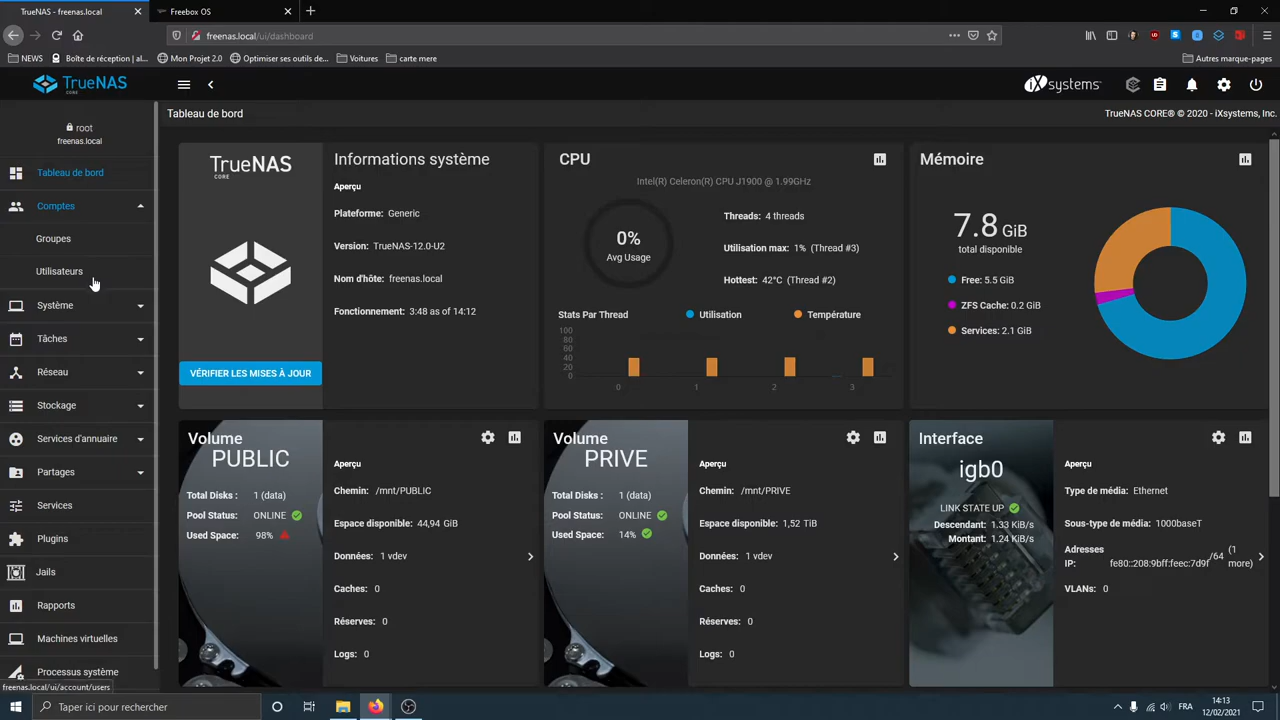 TrueNAS - freenas.local
Freebox OS
freenas.local/ui/dashboard
NEWS
Boîte de réception | al...
Mon Projet 2.0
Optimiser ses outils de...
Voitures
carte mere
Autres marque-pages
TrueNAS
CORE
iXsystems
root
freenas.local
Tableau de bord
TrueNAS CORE® © 2020 - iXsystems, Inc.
Tableau de bord
Comptes
Groupes
Utilisateurs
Système
Tâches
Réseau
Stockage
Services d'annuaire
Partages
Services
Plugins
Jails
Rapports
Machines virtuelles
Processus système
freenas.local/ui/account/users
TrueNAS
CORE
VÉRIFIER LES MISES À JOUR
Informations système
Aperçu
Plateforme: Generic
Version: TrueNAS-12.0-U2
Nom d'hôte: freenas.local
Fonctionnement: 3:48 as of 14:12
CPU
Intel(R) Celeron(R) CPU J1900 @ 1.99GHz
0%
Avg Usage
Threads: 4 threads
Utilisation max: 1% (Thread #3)
Hottest: 42°C (Thread #2)
Stats Par Thread
Utilisation
Température
100
80
60
40
20
0
0 1 2 3
Mémoire
7.8 GiB
total disponible
Free: 5.5 GiB
ZFS Cache: 0.2 GiB
Services: 2.1 GiB
Volume
PUBLIC
Total Disks : 1 (data)
Pool Status: ONLINE
Used Space: 98%
Aperçu
Chemin: /mnt/PUBLIC
Espace disponible: 44,94 GiB
Données: 1 vdev
Caches: 0
Réserves: 0
Logs: 0
Volume
PRIVE
Total Disks : 1 (data)
Pool Status: ONLINE
Used Space: 14%
Aperçu
Chemin: /mnt/PRIVE
Espace disponible: 1,52 TiB
Données: 1 vdev
Caches: 0
Réserves: 0
Logs: 0
Interface
igb0
LINK STATE UP
Descendant: 1.33 KiB/s
Montant: 1.24 KiB/s
Aperçu
Type de média: Ethernet
Sous-type de média: 1000baseT
Adresses IP: fe80::208:9bff:feec:7d9f/64 (1 more)
VLANs: 0
Taper ici pour rechercher
FRA
14:13
12/02/2021